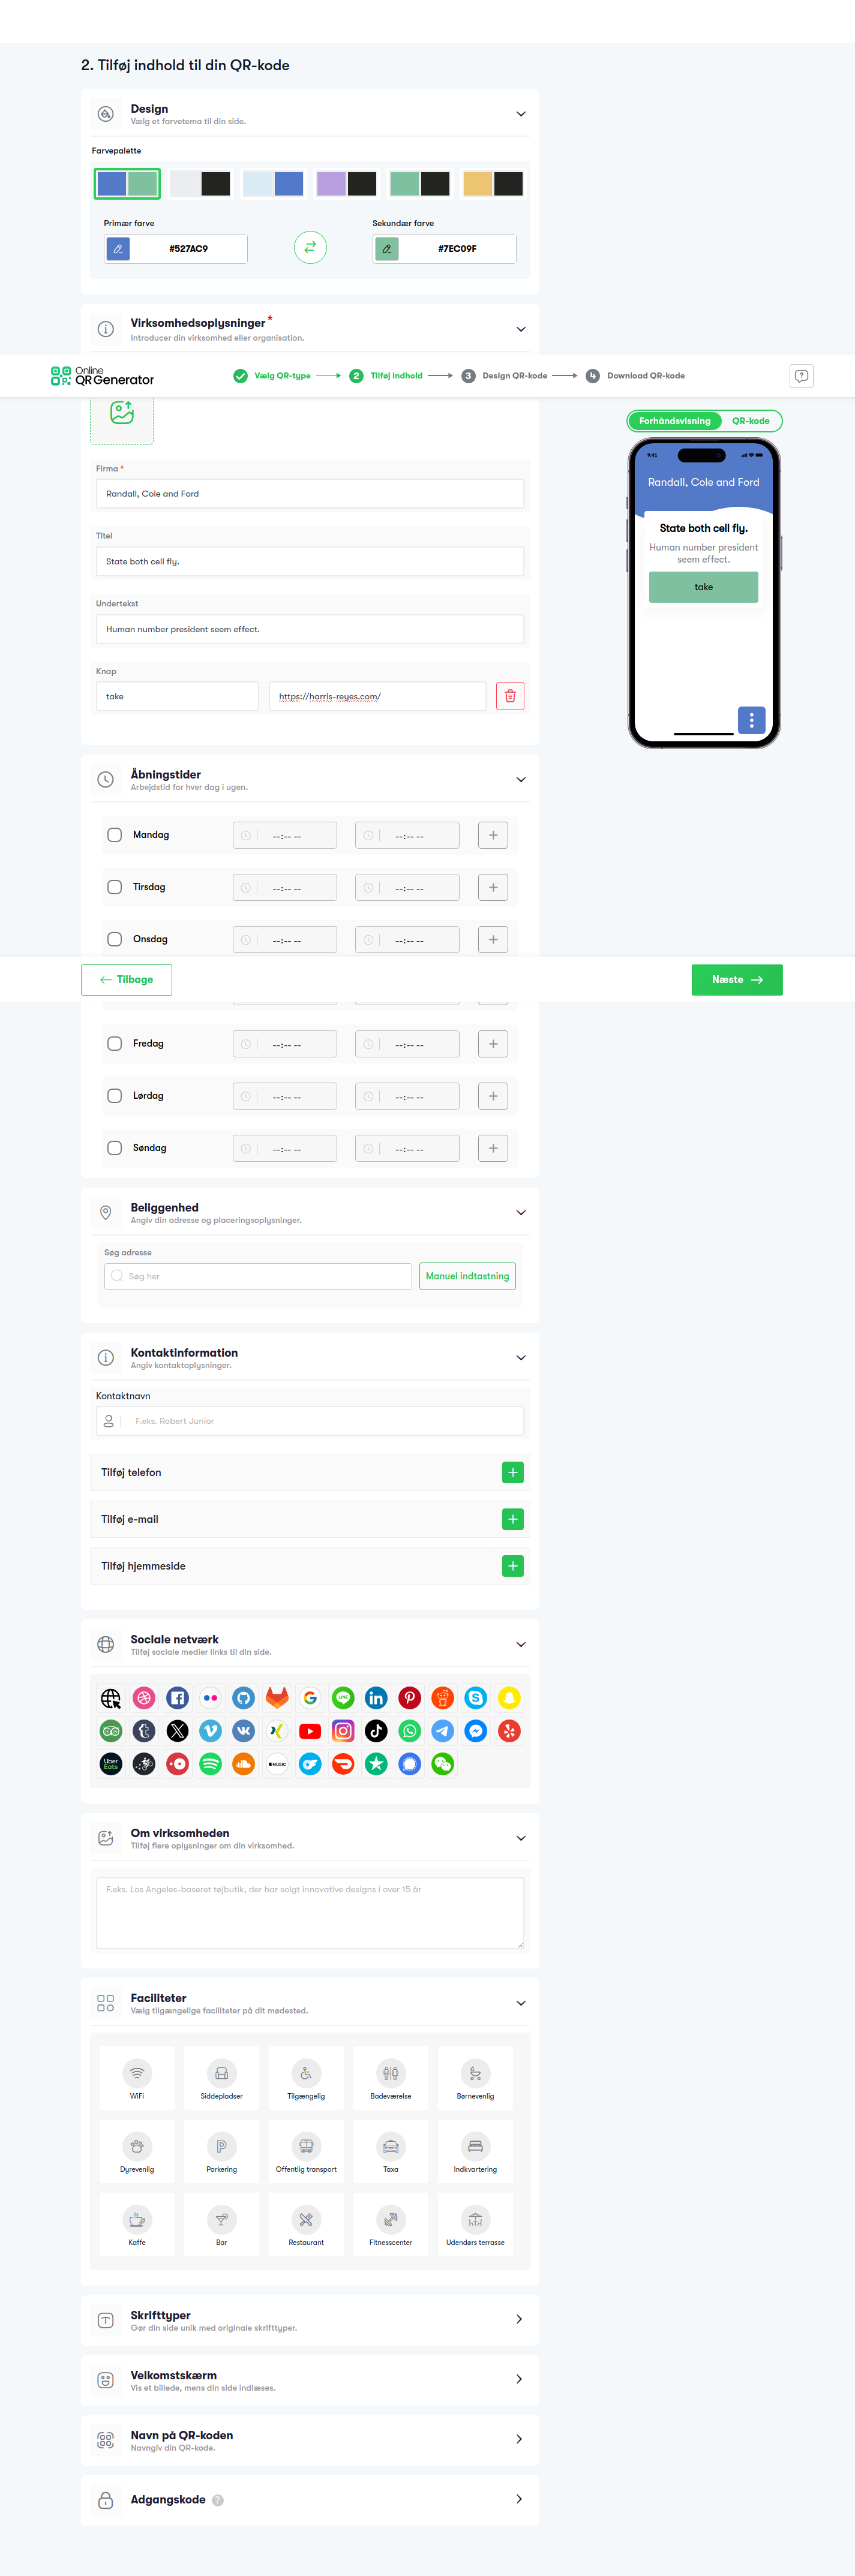 2. Tilføj indhold til din QR-kode
Design
Vælg et farvetema til din side.
Farvepalette
Primær farve
Sekundær farve
#527AC9
#7EC09F
Virksomhedsoplysninger *
Introducer din virksomhed eller organisation.
Online
QR Generator
Vælg QR-type
2 Tilføj indhold
3 Design QR-kode
4 Download QR-kode
Forhåndsvisning
QR-kode
9:41
Randall, Cole and Ford
State both cell fly.
Human number president
seem effect.
take
Firma *
Randall, Cole and Ford
Titel
State both cell fly.
Undertekst
Human number president seem effect.
Knap
take
https://harris-reyes.com/
Åbningstider
Arbejdstid for hver dag i ugen.
Mandag --:-- -- --:-- --
Tirsdag --:-- -- --:-- --
Onsdag --:-- -- --:-- --
Tilbage
Næste
Fredag --:-- -- --:-- --
Lørdag --:-- -- --:-- --
Søndag --:-- -- --:-- --
Beliggenhed
Angiv din adresse og placeringsoplysninger.
Søg adresse
Søg her
Manuel indtastning
Kontaktinformation
Angiv kontaktoplysninger.
Kontaktnavn
F.eks. Robert Junior
Tilføj telefon
Tilføj e-mail
Tilføj hjemmeside
Sociale netværk
Tilføj sociale medier links til din side.
LINE
Uber
Eats
MUSIC
Om virksomheden
Tilføj flere oplysninger om din virksomhed.
F.eks. Los Angeles-baseret tøjbutik, der har solgt innovative designs i over 15 år
Faciliteter
Vælg tilgængelige faciliteter på dit mødested.
WiFi
Siddepladser
Tilgængelig
Badeværelse
Børnevenlig
Dyrevenlig
Parkering
Offentlig transport
Taxa
Indkvartering
Kaffe
Bar
Restaurant
Fitnesscenter
Udendørs terrasse
Skrifttyper
Gør din side unik med originale skrifttyper.
Velkomstskærm
Vis et billede, mens din side indlæses.
Navn på QR-koden
Navngiv din QR-kode.
Adgangskode ?